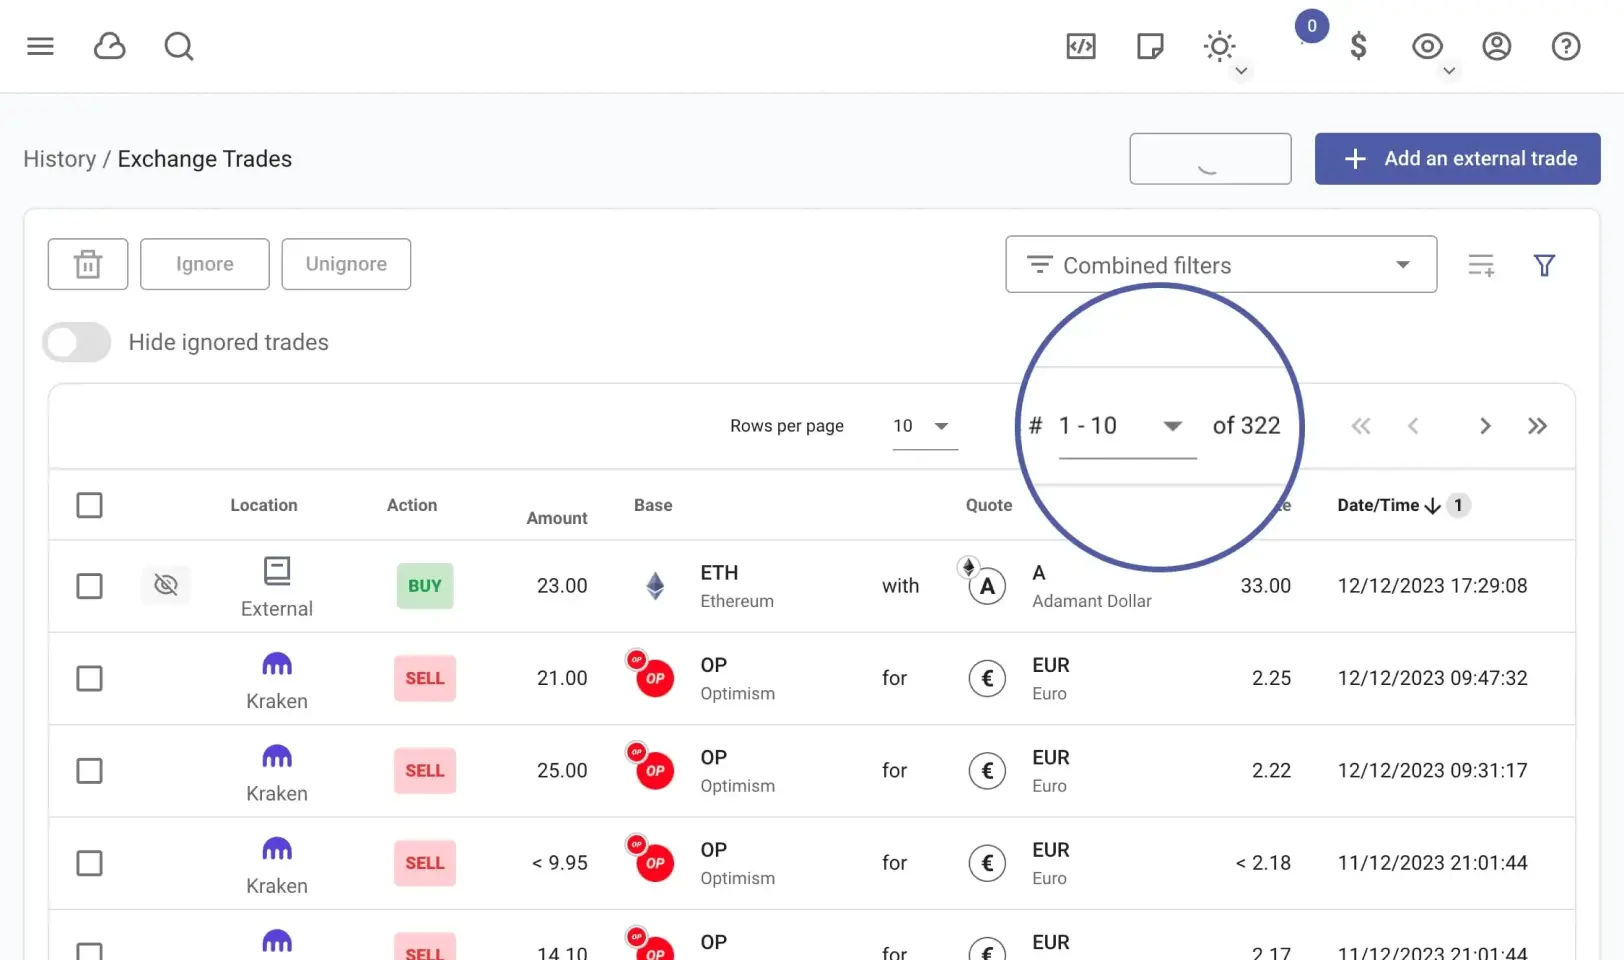 0
History / Exchange Trades
Add an external trade
Ignore
Unignore
Combined filters
Hide ignored trades
Rows per page
10
# 1 - 10 of 322
Location Action Amount Base Quote Date/Time 1
External BUY 23.00 ETH Ethereum with A A Adamant Dollar 33.00 12/12/2023 17:29:08
Kraken SELL 21.00 OP OP OP Optimism for € EUR Euro 2.25 12/12/2023 09:47:32
Kraken SELL 25.00 OP OP OP Optimism for € EUR Euro 2.22 12/12/2023 09:31:17
Kraken SELL < 9.95 OP OP OP Optimism for € EUR Euro < 2.18 11/12/2023 21:01:44
SELL 14.10 OP OP OP for € EUR 2.17 11/12/2023 21:01:44